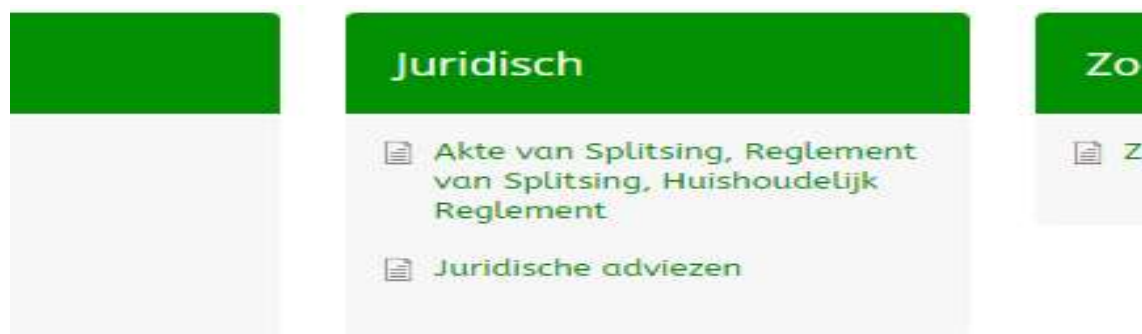 Juridisch
Akte van Splitsing, Reglement
van Splitsing, Huishoudelijk
Reglement
Juridische adviezen
Zo
Z